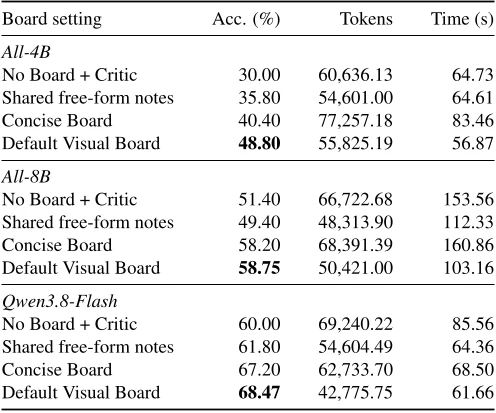 Board setting Acc. (%) Tokens Time (s)
All-4B
No Board + Critic 30.00 60,636.13 64.73
Shared free-form notes 35.80 54,601.00 64.61
Concise Board 40.40 77,257.18 83.46
Default Visual Board 48.80 55,825.19 56.87
All-8B
No Board + Critic 51.40 66,722.68 153.56
Shared free-form notes 49.40 48,313.90 112.33
Concise Board 58.20 68,391.39 160.86
Default Visual Board 58.75 50,421.00 103.16
Qwen3.8-Flash
No Board + Critic 60.00 69,240.22 85.56
Shared free-form notes 61.80 54,604.49 64.36
Concise Board 67.20 62,733.70 68.50
Default Visual Board 68.47 42,775.75 61.66